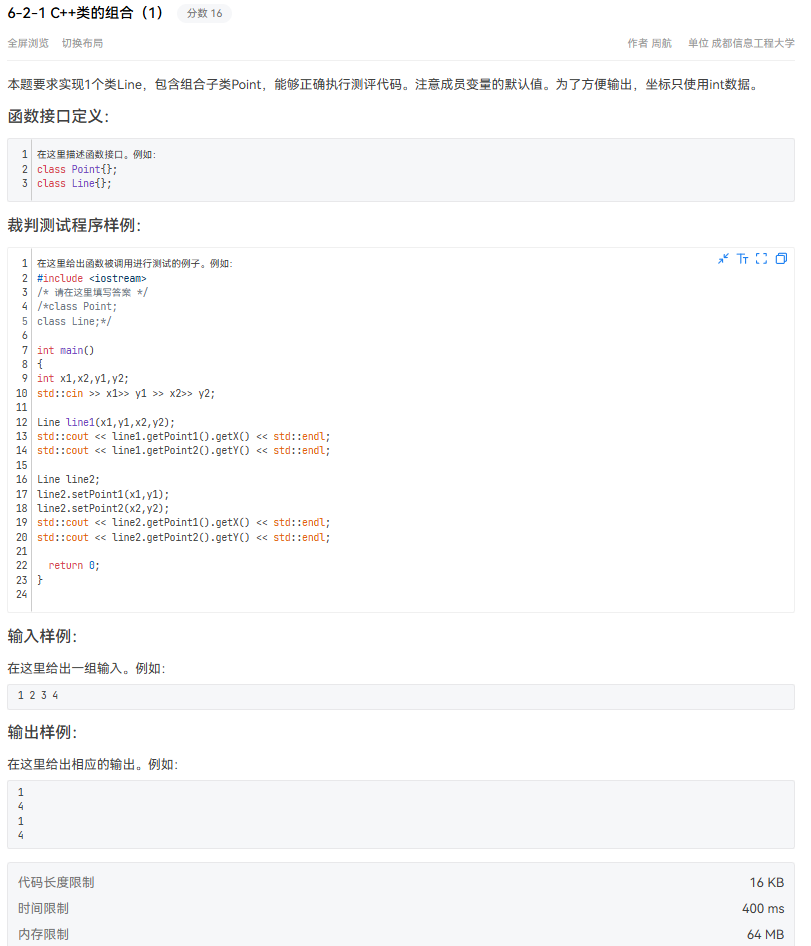 6-2-1 C++类的组合（1） 分数 16
全屏浏览 切换布局 作者 周航 单位 成都信息工程大学
本题要求实现1个类Line，包含组合子类Point，能够正确执行测评代码。注意成员变量的默认值。为了方便输出，坐标只使用int数据。
函数接口定义：
1 在这里描述函数接口。例如：
2 class Point{};
3 class Line{};
裁判测试程序样例：
1 在这里给出函数被调用进行测试的例子。例如：
2 #include <iostream>
3 /* 请在这里填写答案 */
4 /*class Point;
5 class Line;*/
6
7 int main()
8 {
9 int x1,x2,y1,y2;
10 std::cin >> x1>> y1 >> x2>> y2;
11
12 Line line1(x1,y1,x2,y2);
13 std::cout << line1.getPoint1().getX() << std::endl;
14 std::cout << line1.getPoint2().getY() << std::endl;
15
16 Line line2;
17 line2.setPoint1(x1,y1);
18 line2.setPoint2(x2,y2);
19 std::cout << line2.getPoint1().getX() << std::endl;
20 std::cout << line2.getPoint2().getY() << std::endl;
21
22 return 0;
23 }
24
输入样例：
在这里给出一组输入。例如：
1 2 3 4
输出样例：
在这里给出相应的输出。例如：
1
4
1
4
代码长度限制 16 KB
时间限制 400 ms
内存限制 64 MB